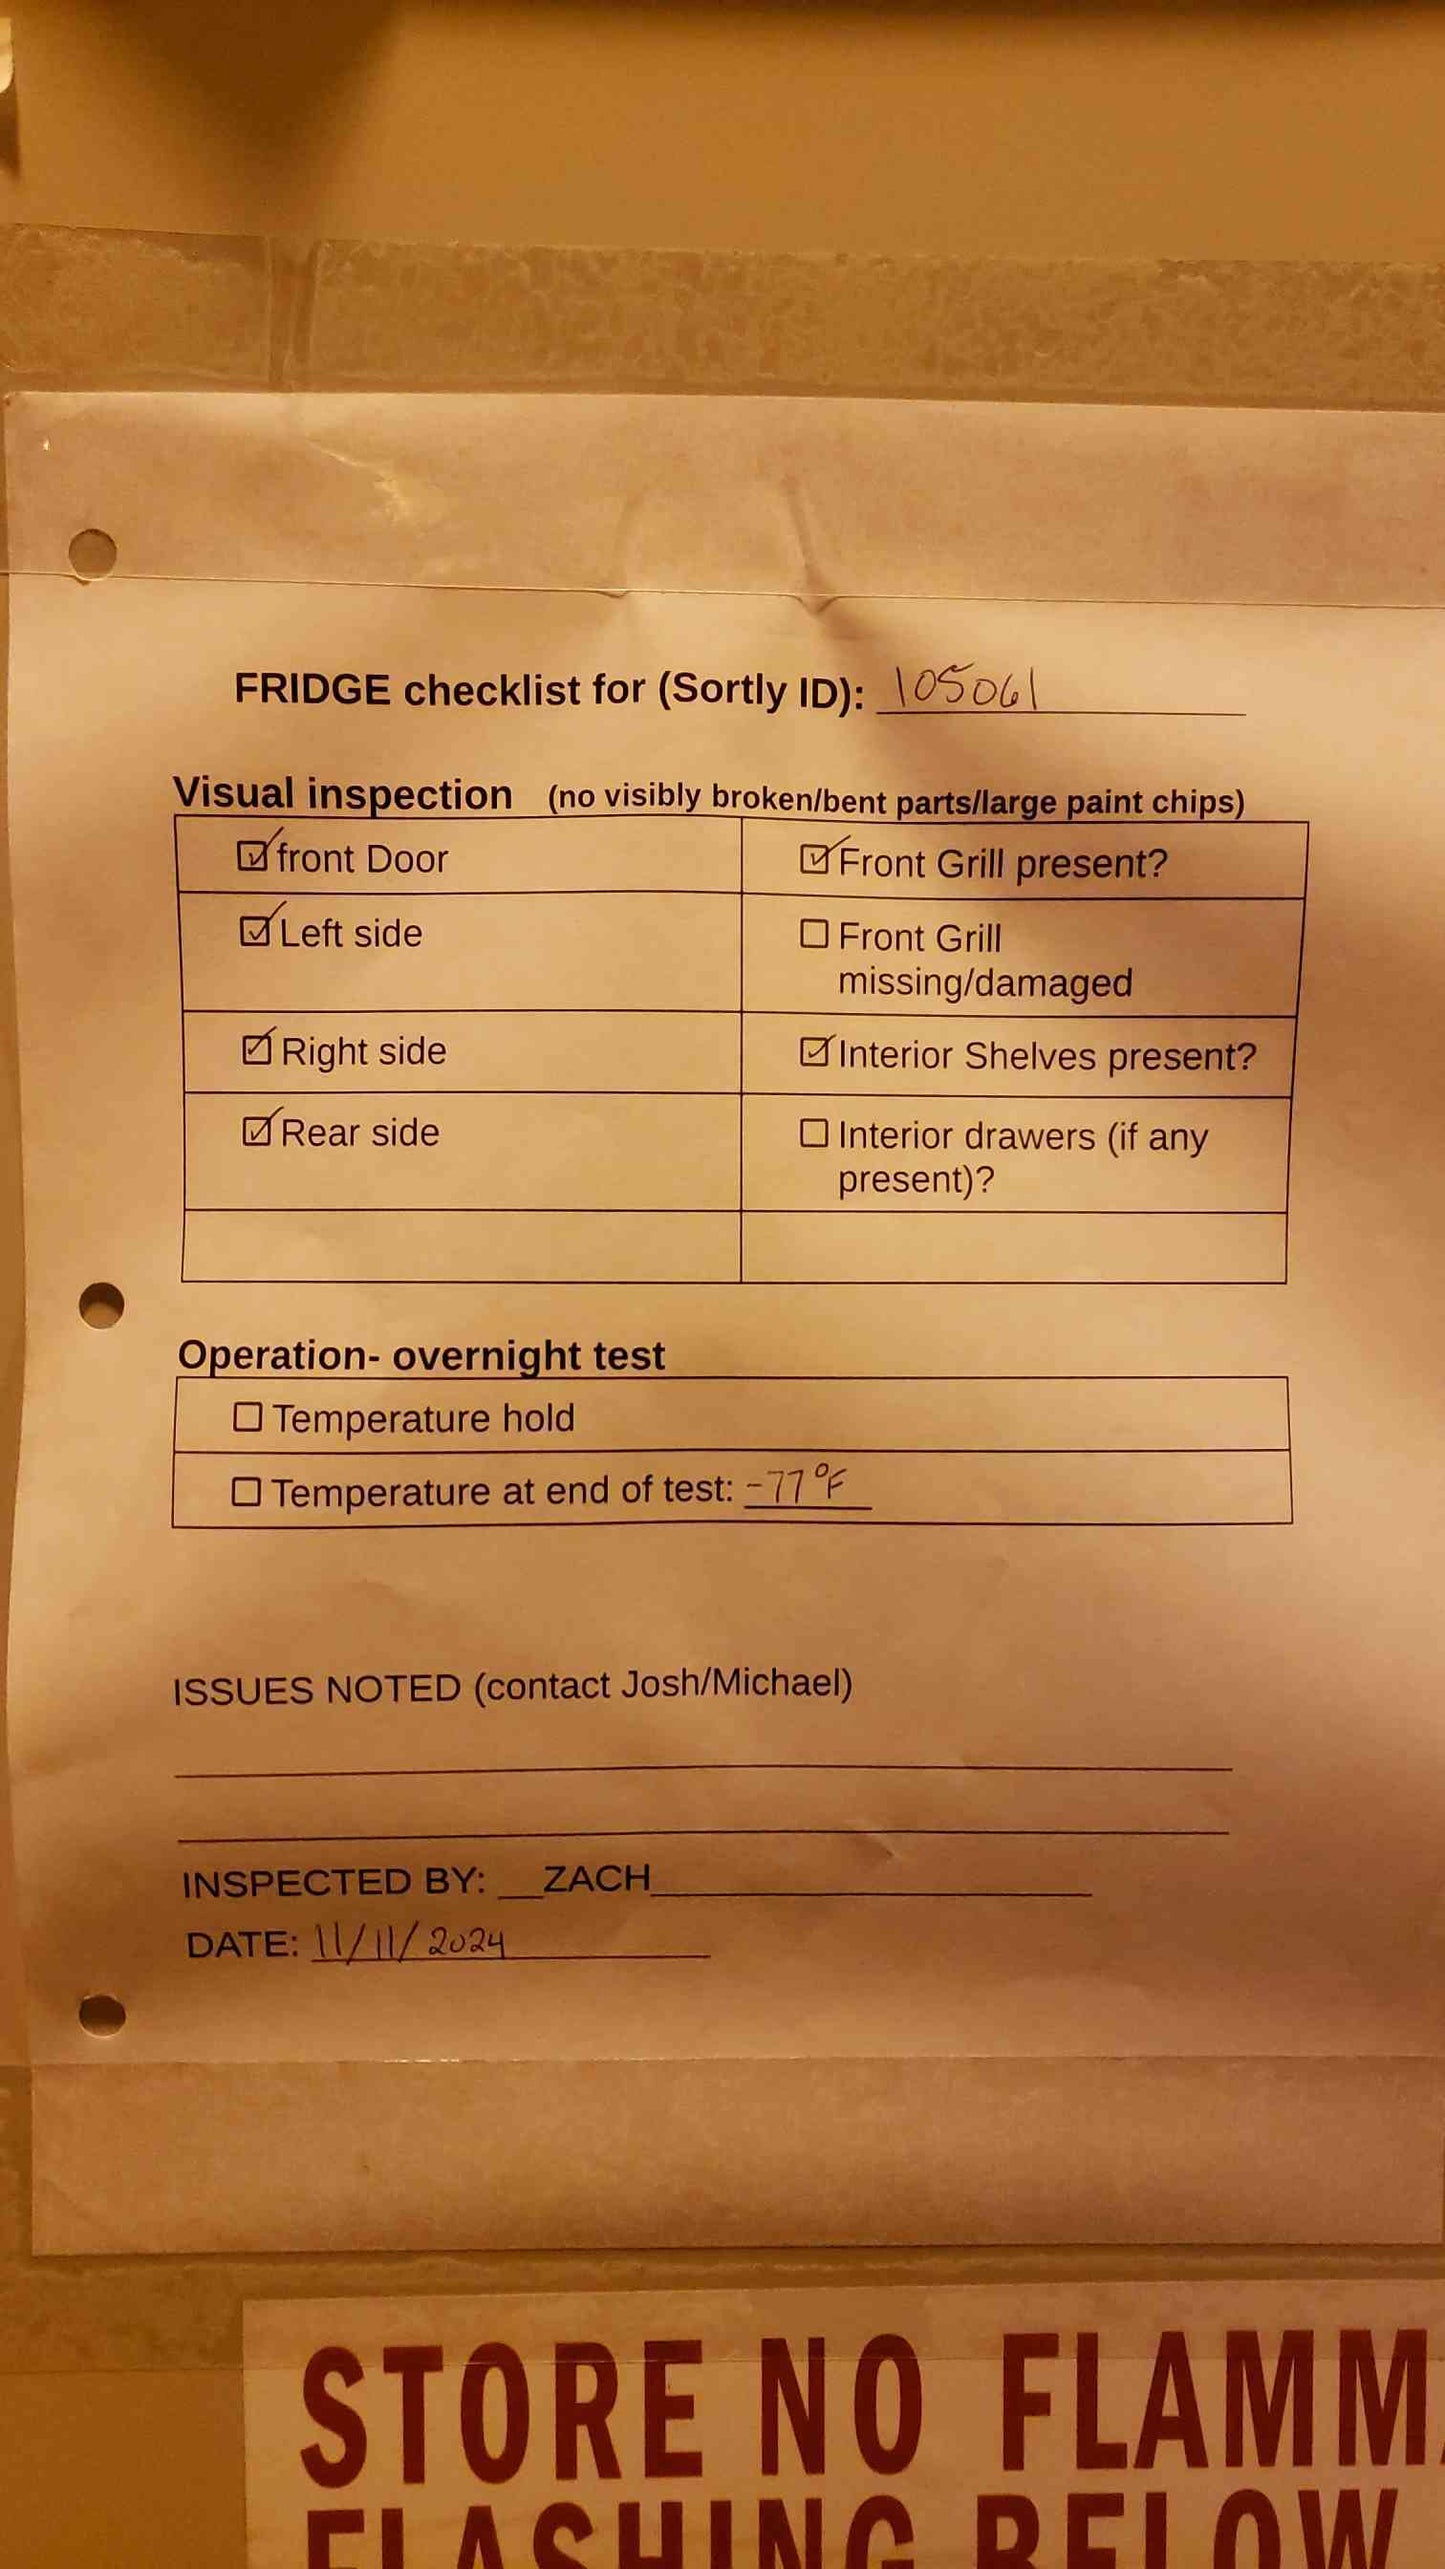 FRIDGE checklist for (Sortly ID): 105061
Visual inspection (no visibly broken/bent parts/large paint chips)
☑ front Door
☑ Front Grill present?
☑ Left side
☐ Front Grill
missing/damaged
☑ Right side
☑ Interior Shelves present?
☑ Rear side
☐ Interior drawers (if any
present)?
Operation- overnight test
☐ Temperature hold
☐ Temperature at end of test: -77°F
ISSUES NOTED (contact Josh/Michael)
INSPECTED BY: __ZACH
DATE: 11/11/2024
STORE NO FLAMM
FLASHING BELOW